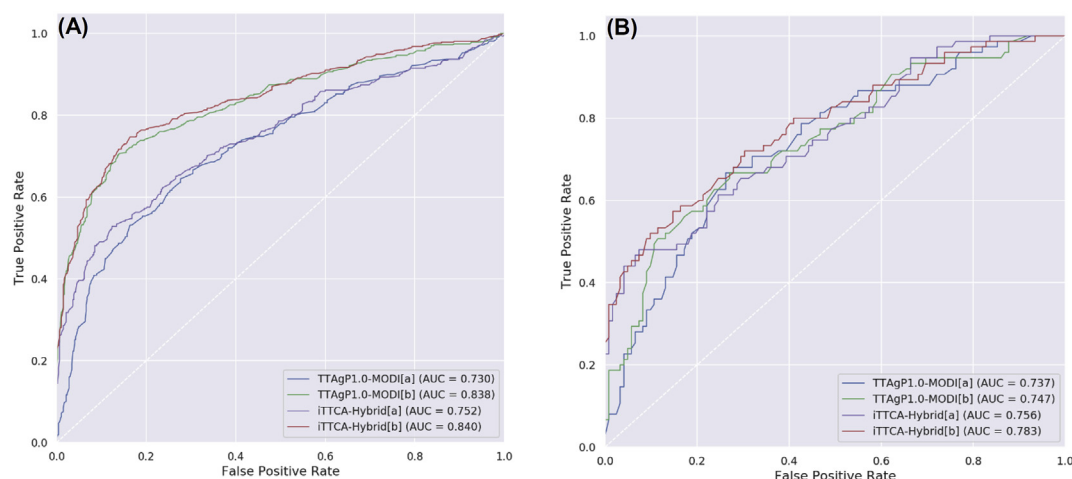 (A)
1.0
0.8
0.6
0.4
0.2
0.0
True Positive Rate
0.0 0.2 0.4 0.6 0.8 1.0
False Positive Rate
TTAgP1.0-MODI[a] (AUC = 0.730)
TTAgP1.0-MODI[b] (AUC = 0.838)
iTTCA-Hybrid[a] (AUC = 0.752)
iTTCA-Hybrid[b] (AUC = 0.840)
(B)
1.0
0.8
0.6
0.4
0.2
0.0
True Positive Rate
0.0 0.2 0.4 0.6 0.8 1.0
False Positive Rate
TTAgP1.0-MODI[a] (AUC = 0.737)
TTAgP1.0-MODI[b] (AUC = 0.747)
iTTCA-Hybrid[a] (AUC = 0.756)
iTTCA-Hybrid[b] (AUC = 0.783)